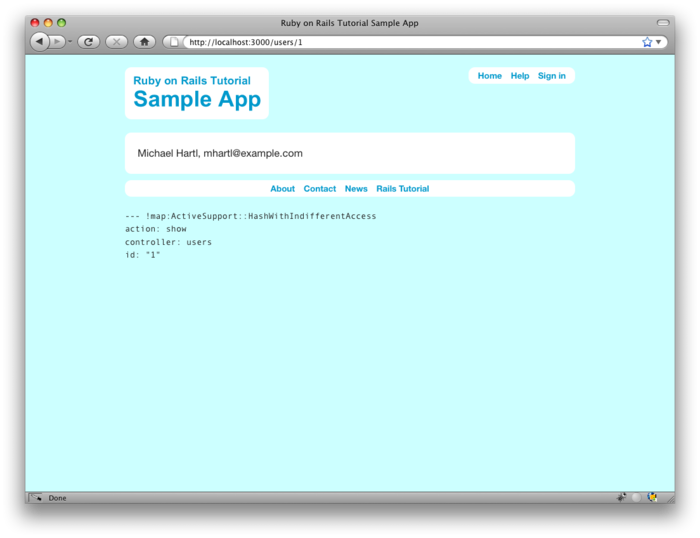 Ruby on Rails Tutorial Sample App
http://localhost:3000/users/1
Ruby on Rails Tutorial
Sample App
Home Help Sign in
Michael Hartl, mhartl@example.com
About Contact News Rails Tutorial
--- !map:ActiveSupport::HashWithIndifferentAccess
action: show
controller: users
id: "1"
Done